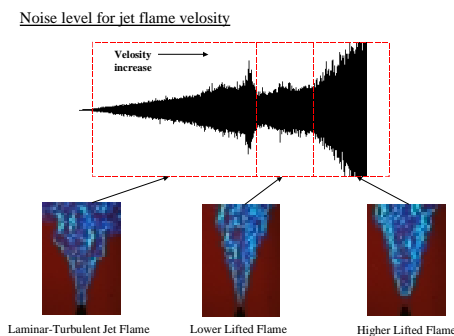 Noise level for jet flame velocity
Velocity
increase
Laminar-Turbulent Jet Flame
Lower Lifted Flame
Higher Lifted Flame